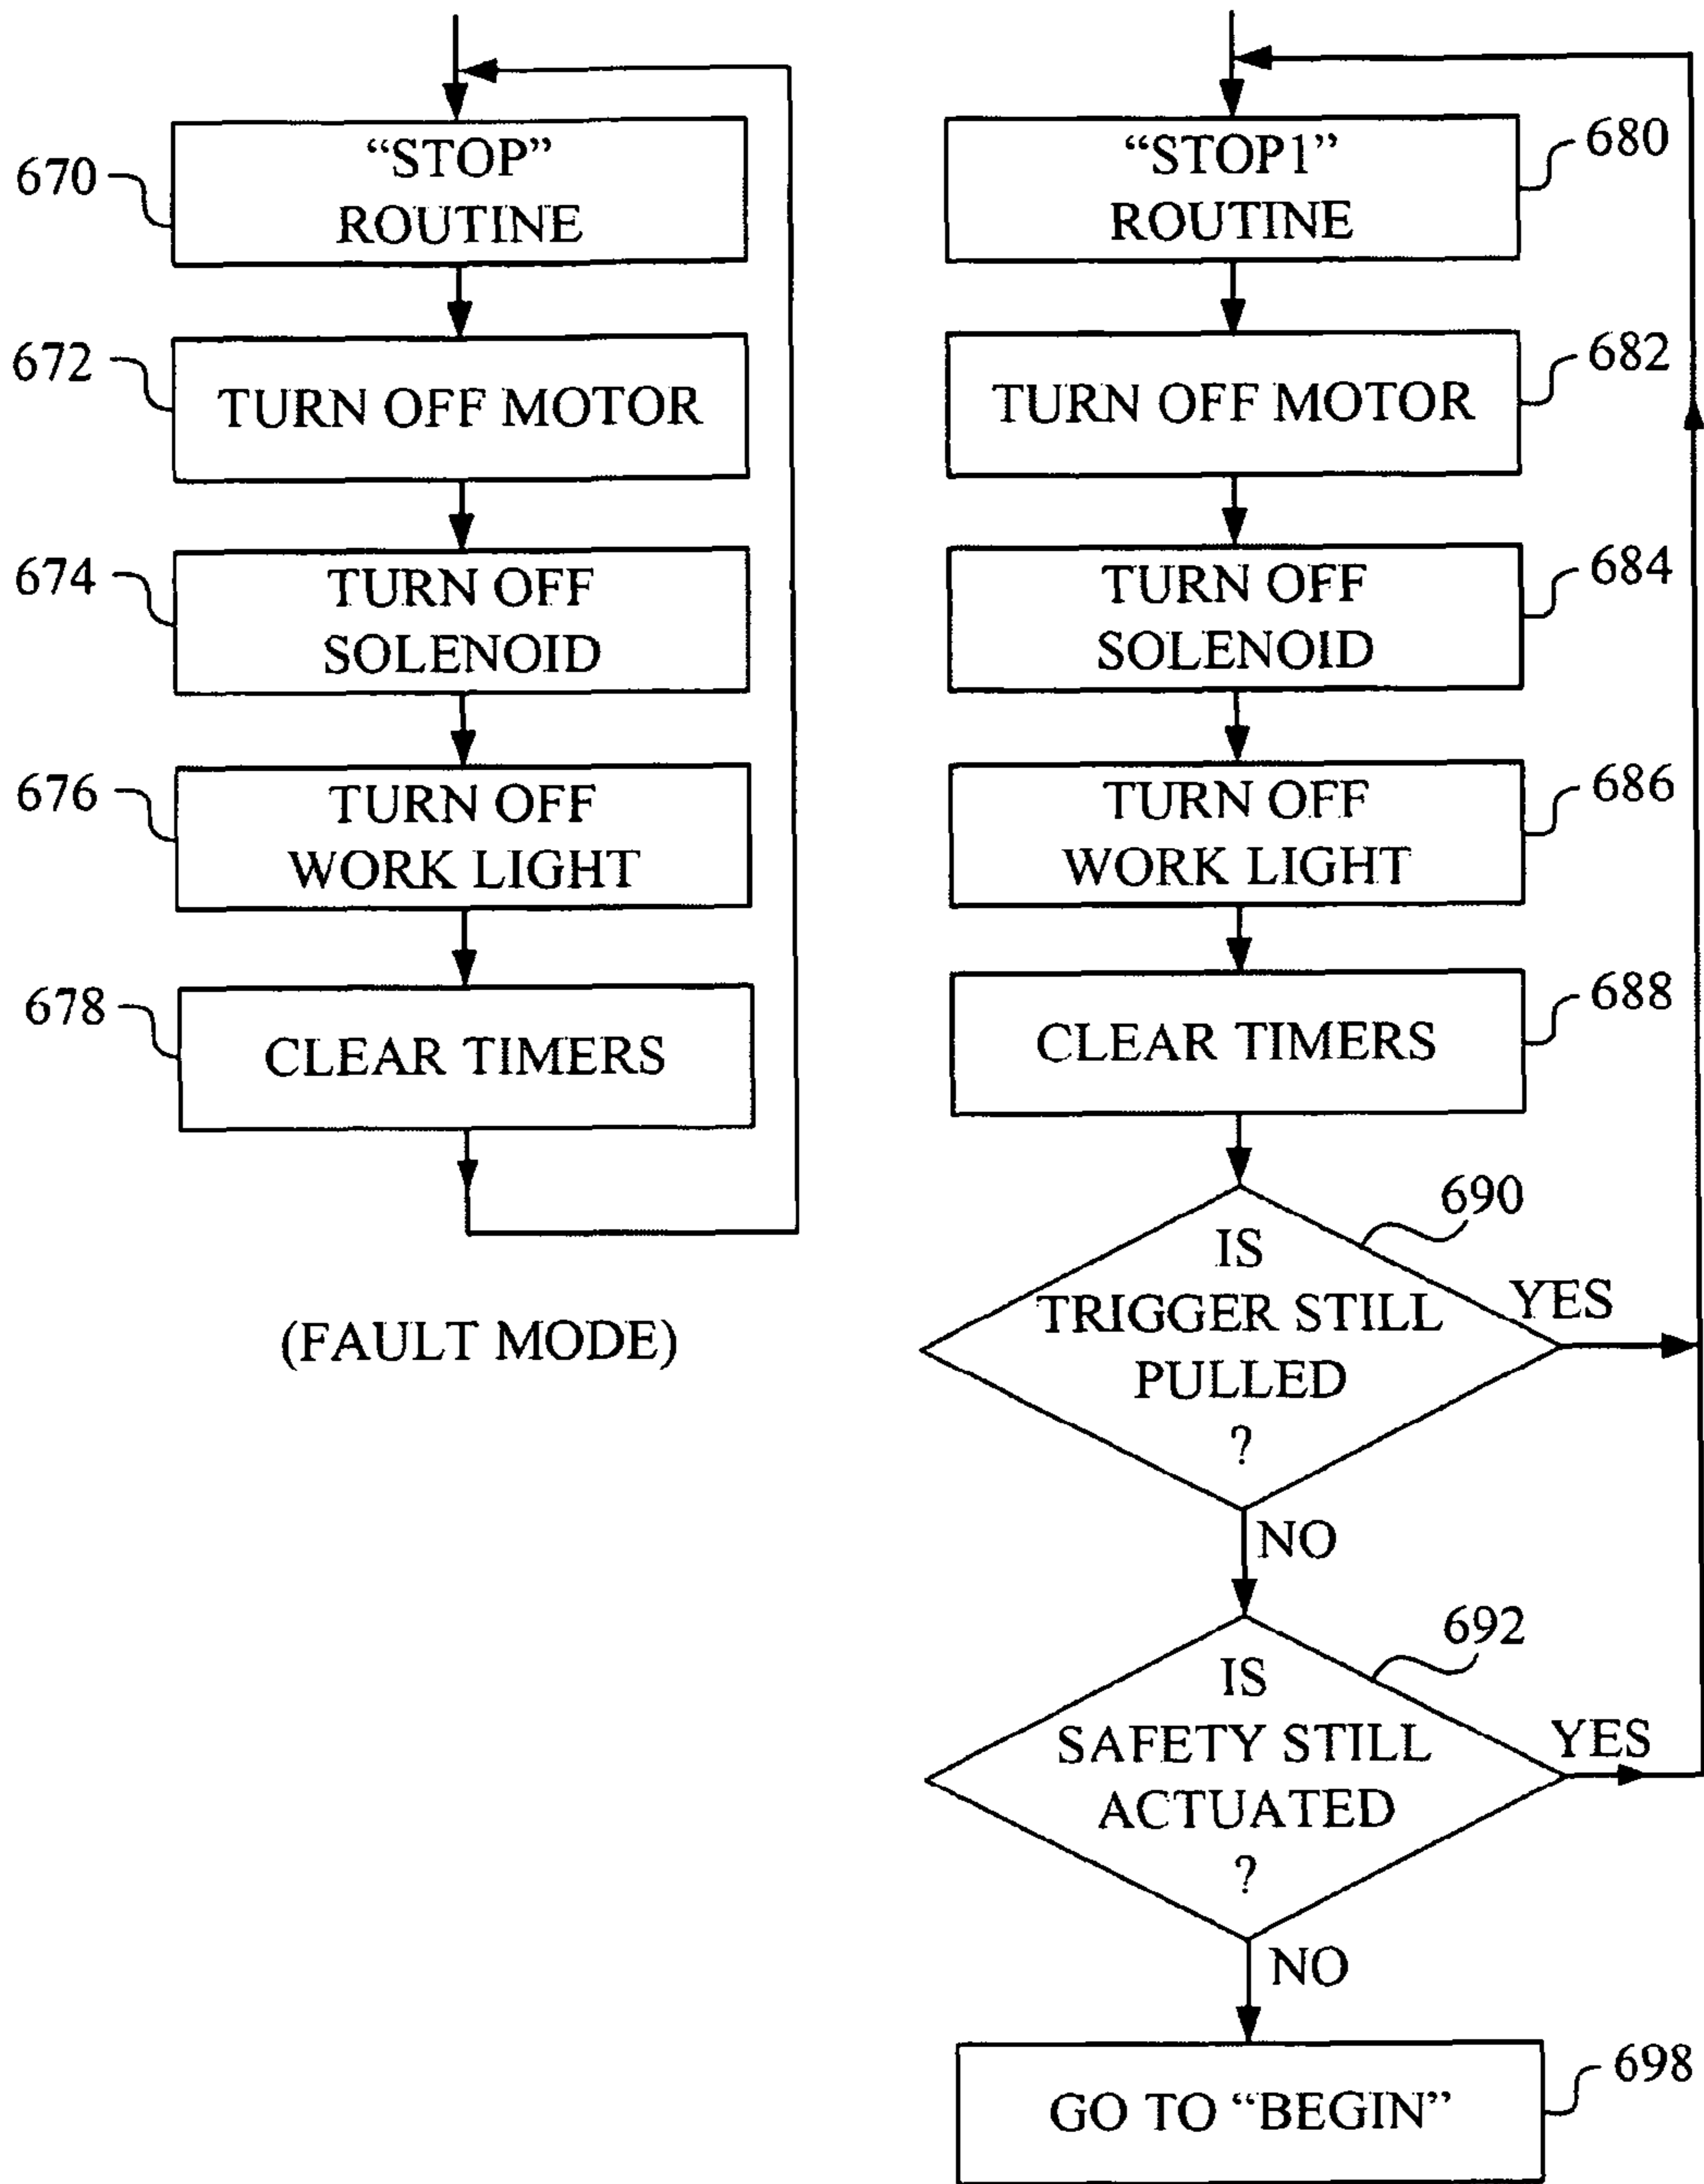 670
“STOP”
ROUTINE
672
TURN OFF MOTOR
674
TURN OFF
SOLENOID
676
TURN OFF
WORK LIGHT
678
CLEAR TIMERS
(FAULT MODE)
680
“STOP1”
ROUTINE
682
TURN OFF MOTOR
684
TURN OFF
SOLENOID
686
TURN OFF
WORK LIGHT
688
CLEAR TIMERS
690
IS
TRIGGER STILL
PULLED
?
YES
NO
692
IS
SAFETY STILL
ACTUATED
?
YES
NO
698
GO TO “BEGIN”